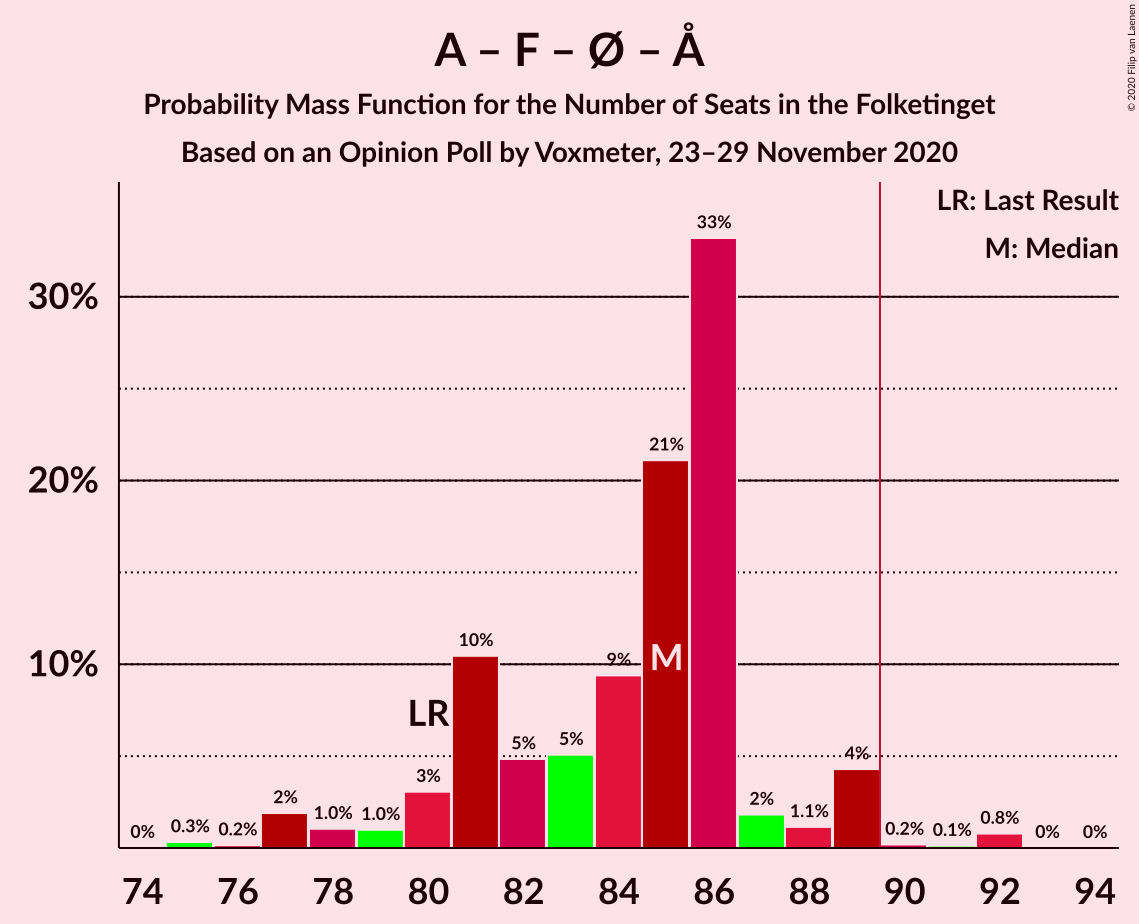 A – F – Ø – Å
Probability Mass Function for the Number of Seats in the Folketinget
Based on an Opinion Poll by Voxmeter, 23–29 November 2020
© 2020 Filip van Laenen
LR: Last Result
M: Median
33%
30%
21%
20%
10%
9%
M
10%
LR
5%
5%
4%
3%
2%
2%
1.0%
1.0%
1.1%
0.8%
0%
0.3%
0.2%
0.2%
0.1%
0%
0%
74 76 78 80 82 84 86 88 90 92 94